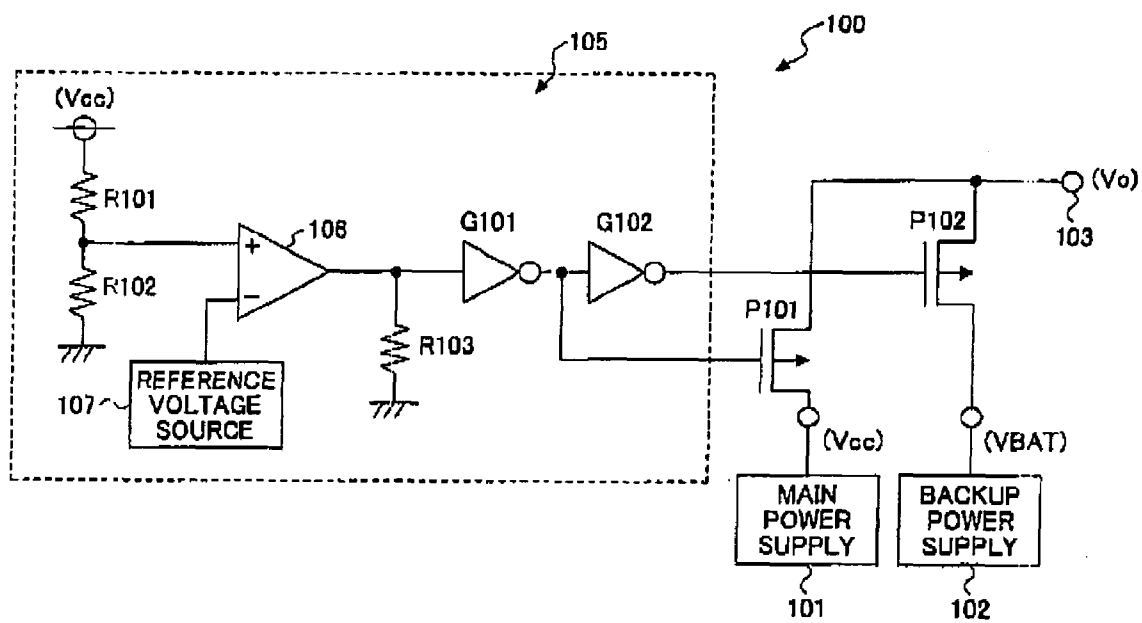 100
105
(Vcc)
R101
R102
106
+
−
G101
G102
R103
REFERENCE
VOLTAGE
SOURCE
107
(Vo)
103
P102
P101
(Vcc)
(VBAT)
MAIN
POWER
SUPPLY
BACKUP
POWER
SUPPLY
101
102